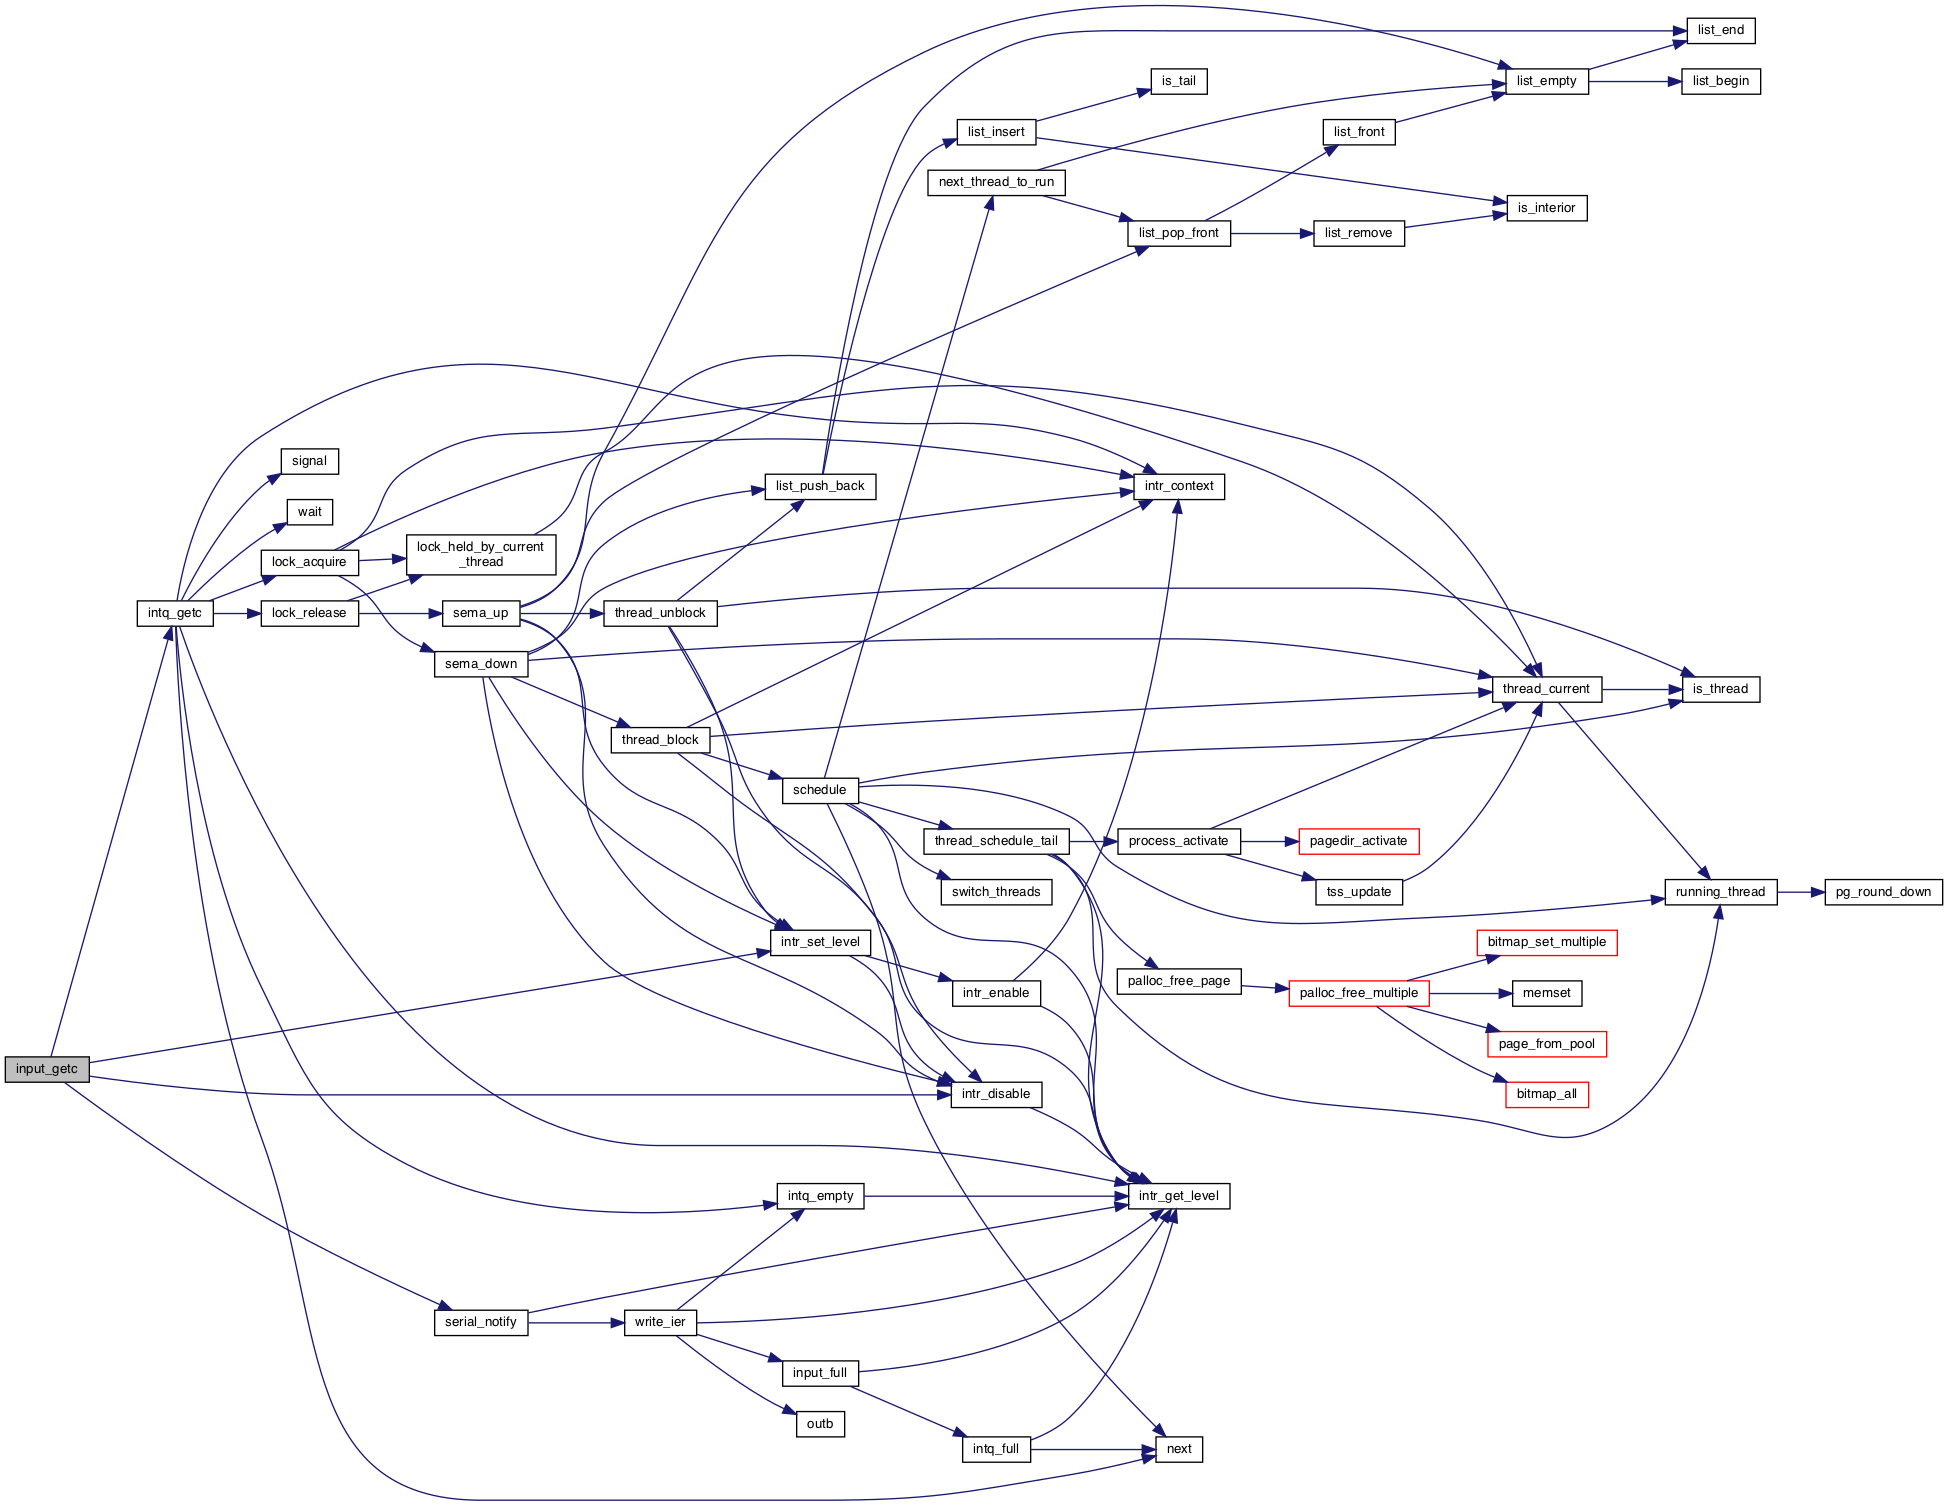 list_end
list_empty
list_begin
is_tail
list_insert
list_front
next_thread_to_run
is_interior
list_pop_front
list_remove
signal
list_push_back
intr_context
wait
lock_held_by_current
_thread
lock_acquire
intq_getc
lock_release
sema_up
thread_unblock
sema_down
thread_current
is_thread
thread_block
schedule
thread_schedule_tail
process_activate
pagedir_activate
switch_threads
tss_update
running_thread
pg_round_down
intr_set_level
bitmap_set_multiple
palloc_free_page
intr_enable
palloc_free_multiple
memset
page_from_pool
input_getc
intr_disable
bitmap_all
intq_empty
intr_get_level
serial_notify
write_ier
input_full
outb
intq_full
next